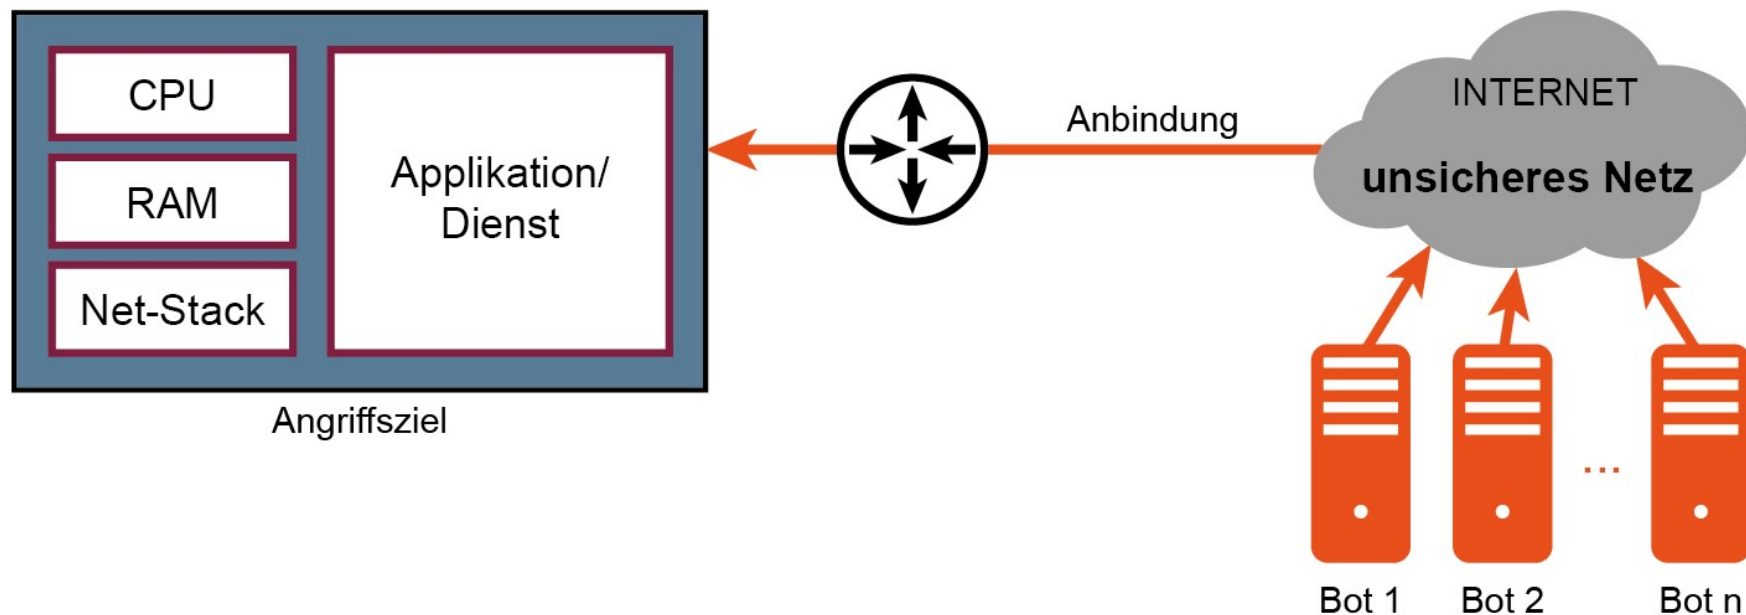 CPU
RAM
Net-Stack
Applikation/
Dienst
Angriffsziel
Anbindung
INTERNET
unsicheres Netz
...
Bot 1
Bot 2
Bot n